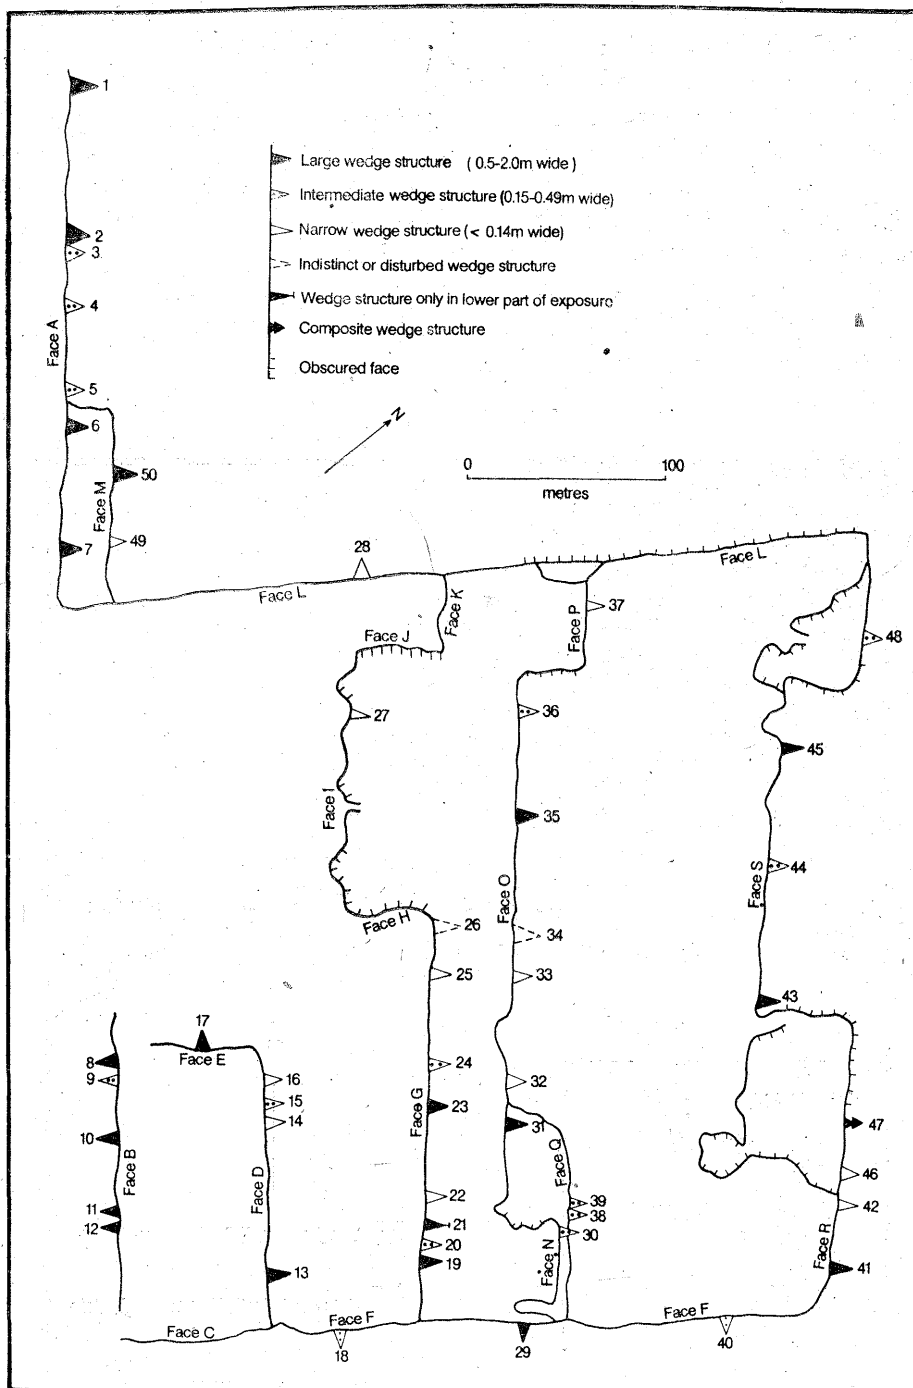 1
Large wedge structure ( 0.5-2.0m wide )
Intermediate wedge structure (0.15-0.49m wide)
Narrow wedge structure (< 0.14m wide)
Indistinct or disturbed wedge structure
Wedge structure only in lower part of exposure
Composite wedge structure
Obscured face
2
3
4
Face A
5
6
N
0 100
metres
50
Face M
49
7
28
Face L
Face L
Face K
Face J
Face P
37
48
27
36
45
Face I
35
44
Face S
Face O
Face H
26
34
25
33
43
17
Face E
8
9
16
15
14
24
32
23
Face G
31
47
10
Face B
Face D
Face Q
46
11
12
22
39
38
42
21
20
30
Face N
Face R
13
19
41
Face C
Face F
Face F
18
29
40